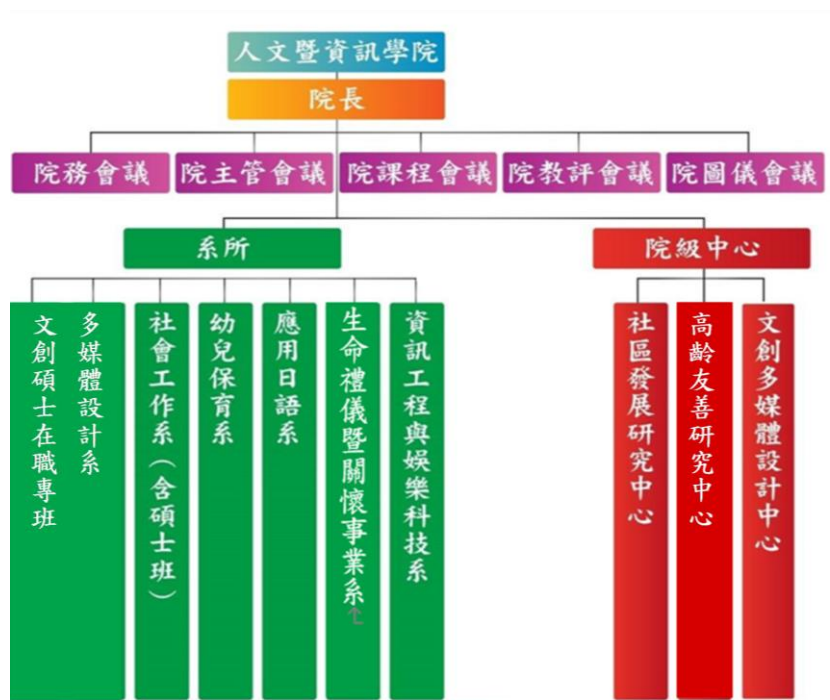 人文暨資訊學院
院長
院務會議
院主管會議
院課程會議
院教評會議
院圖儀會議
系所
院級中心
文創碩士在職專班
多媒體設計系
社會工作系（含碩士班）
幼兒保育系
應用日語系
生命禮儀暨關懷事業系
資訊工程與娛樂科技系
社區發展研究中心
高齡友善研究中心
文創多媒體設計中心